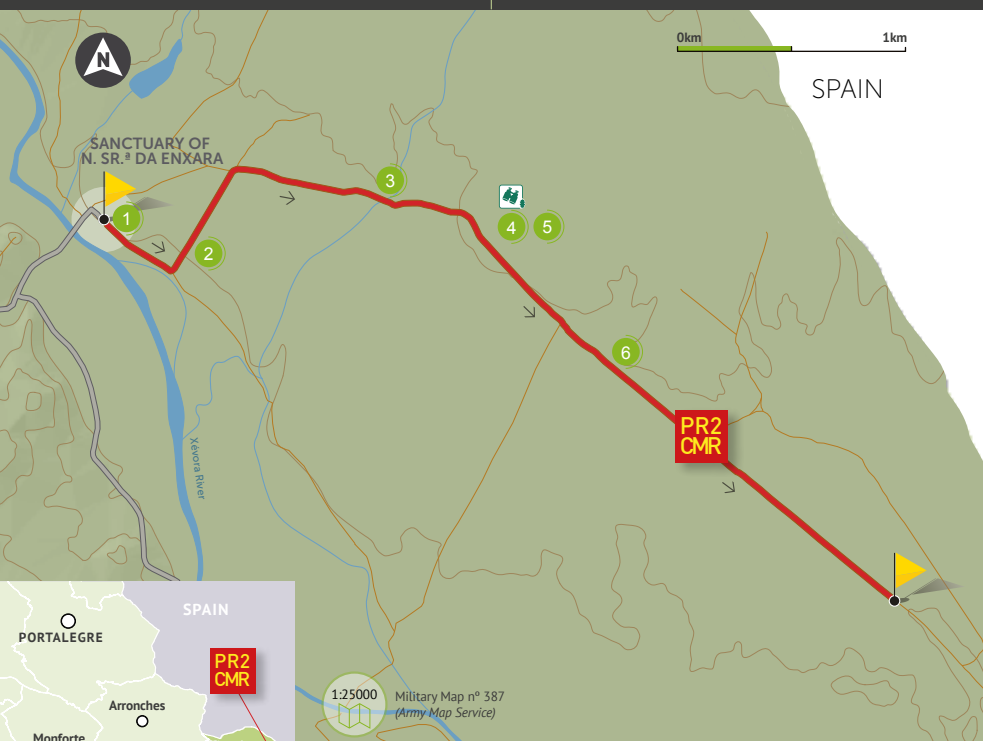 0km 1km
SPAIN
N
SANCTUARY OF
N. SR.ª DA ENXARA
1
2
3
4 5
6
PR2
CMR
Xévora River
SPAIN
PORTALEGRE
PR2
CMR
Arronches
Monforte
1:25000
Military Map nº 387
(Army Map Service)